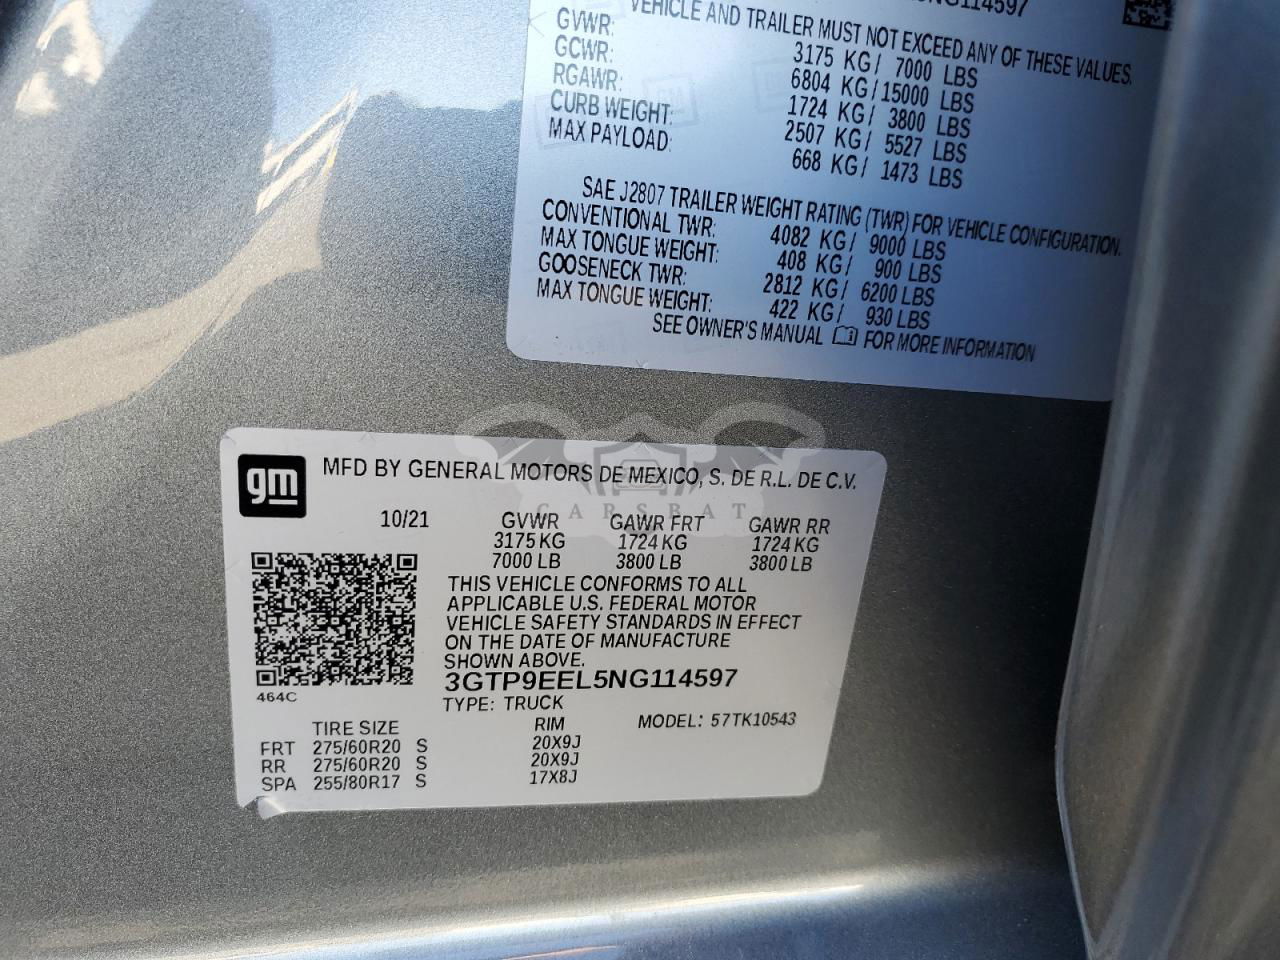 5NG114597
VEHICLE AND TRAILER MUST NOT EXCEED ANY OF THESE VALUES.
GVWR: 3175 KG/ 7000 LBS
GCWR: 6804 KG/15000 LBS
RGAWR: 1724 KG/ 3800 LBS
CURB WEIGHT: 2507 KG/ 5527 LBS
MAX PAYLOAD: 668 KG/ 1473 LBS
SAE J2807 TRAILER WEIGHT RATING (TWR) FOR VEHICLE CONFIGURATION.
CONVENTIONAL TWR: 4082 KG/ 9000 LBS
MAX TONGUE WEIGHT: 408 KG/ 900 LBS
GOOSENECK TWR: 2812 KG/ 6200 LBS
MAX TONGUE WEIGHT: 422 KG/ 930 LBS
SEE OWNER'S MANUAL FOR MORE INFORMATION
gm MFD BY GENERAL MOTORS DE MEXICO, S. DE R.L. DE C.V.
CARSBAT
10/21 GVWR GAWR FRT GAWR RR
3175 KG 1724 KG 1724 KG
7000 LB 3800 LB 3800 LB
THIS VEHICLE CONFORMS TO ALL
APPLICABLE U.S. FEDERAL MOTOR
VEHICLE SAFETY STANDARDS IN EFFECT
ON THE DATE OF MANUFACTURE
SHOWN ABOVE.
3GTP9EEL5NG114597
464C
TYPE: TRUCK
TIRE SIZE RIM MODEL: 57TK10543
FRT 275/60R20 S 20X9J
RR 275/60R20 S 20X9J
SPA 255/80R17 S 17X8J